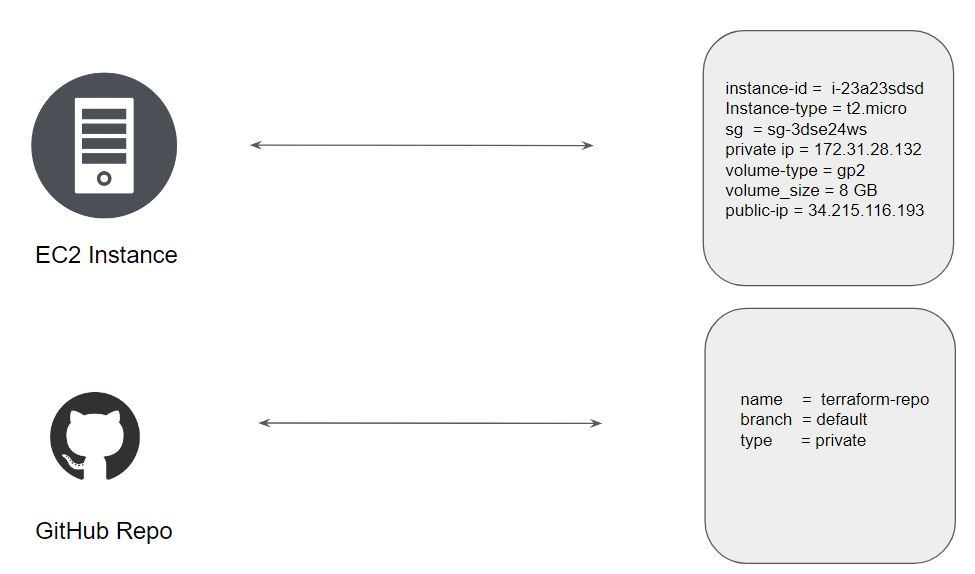 instance-id =  i-23a23sdsd
Instance-type = t2.micro
sg  = sg-3dse24ws
private ip = 172.31.28.132
volume-type = gp2
volume_size = 8 GB
public-ip = 34.215.116.193
EC2 Instance
name    =  terraform-repo
branch  = default
type      = private
GitHub Repo